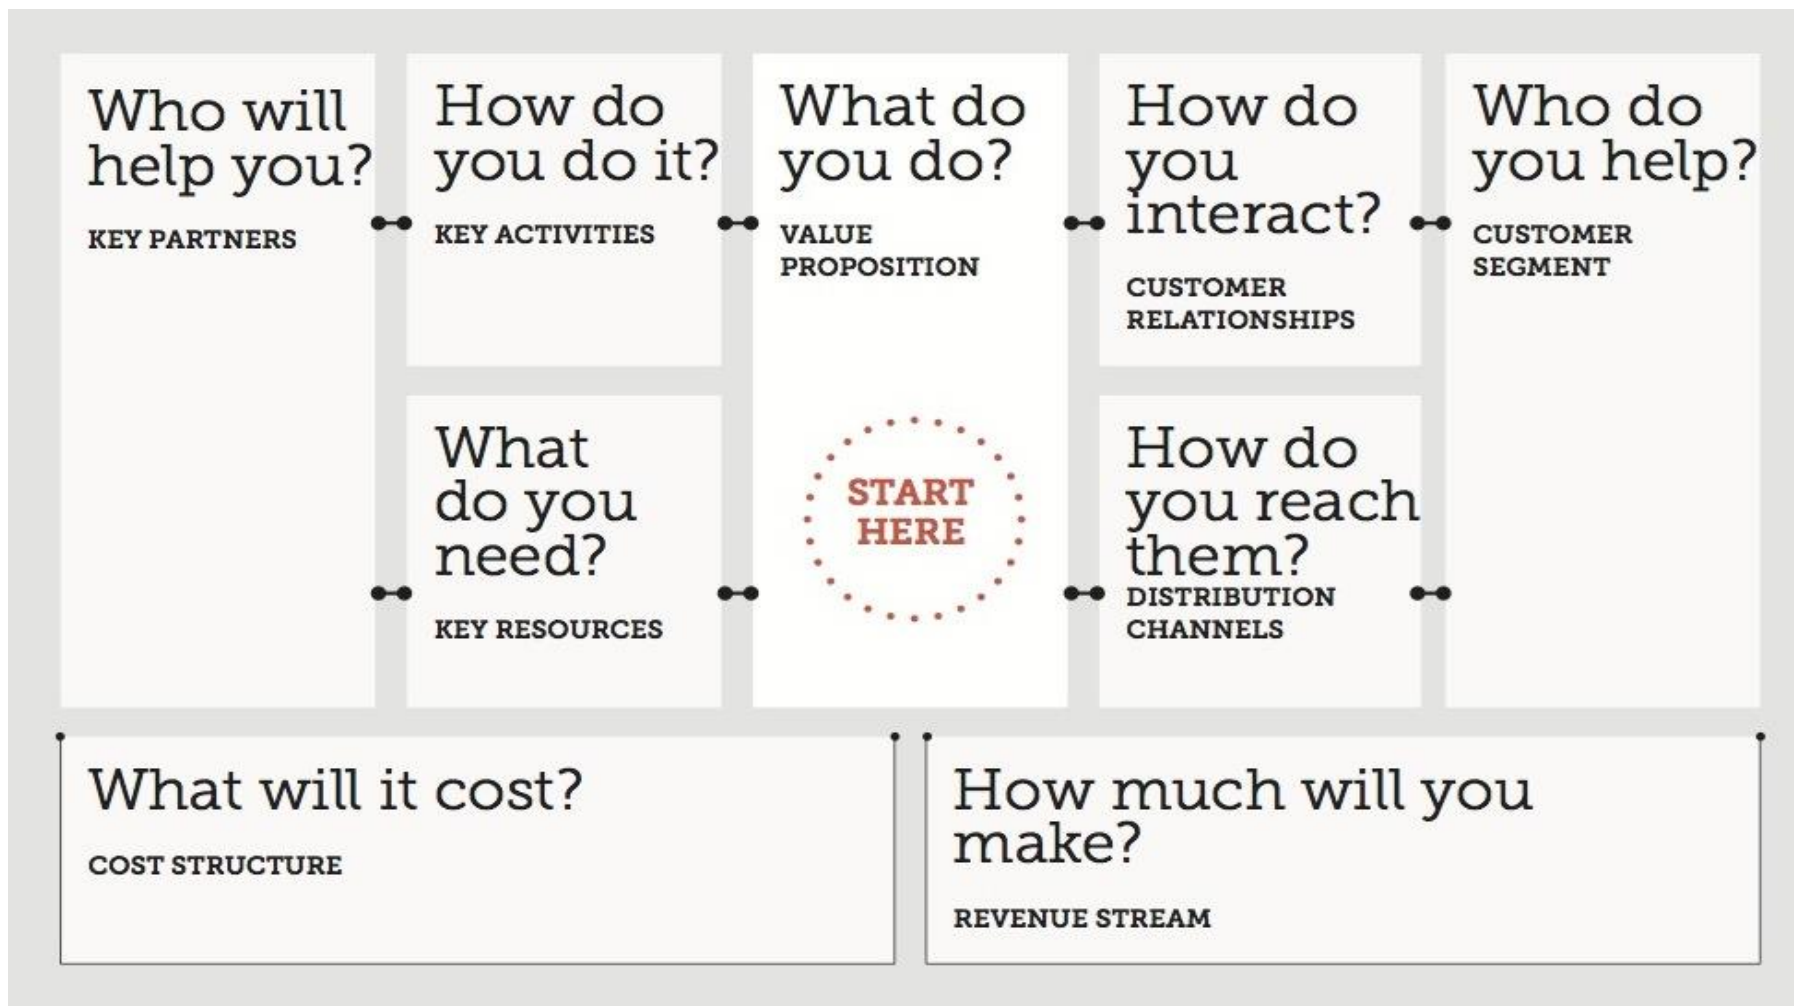 Who will
help you?
KEY PARTNERS
How do
you do it?
KEY ACTIVITIES
What
do you
need?
KEY RESOURCES
What do
you do?
VALUE
PROPOSITION
START
HERE
How do
you
interact?
CUSTOMER
RELATIONSHIPS
How do
you reach
them?
DISTRIBUTION
CHANNELS
Who do
you help?
CUSTOMER
SEGMENT
What will it cost?
COST STRUCTURE
How much will you
make?
REVENUE STREAM